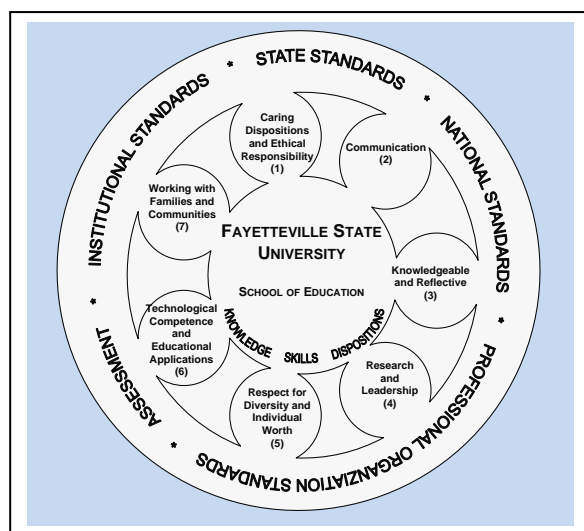 INSTITUTIONAL STANDARDS
*
STATE STANDARDS
*
NATIONAL STANDARDS
*
PROFESSIONAL ORGANZIATION STANDARDS
*
ASSESSMENT
*
Caring
Dispositions
and Ethical
Responsibility
(1)
Communication
(2)
Knowledgeable
and Reflective
(3)
Research
and
Leadership
(4)
Respect for
Diversity and
Individual
Worth
(5)
Technological
Competence
and
Educational
Applications
(6)
Working with
Families and
Communities
(7)
FAYETTEVILLE STATE
UNIVERSITY
SCHOOL OF EDUCATION
KNOWLEDGE SKILLS DISPOSITIONS